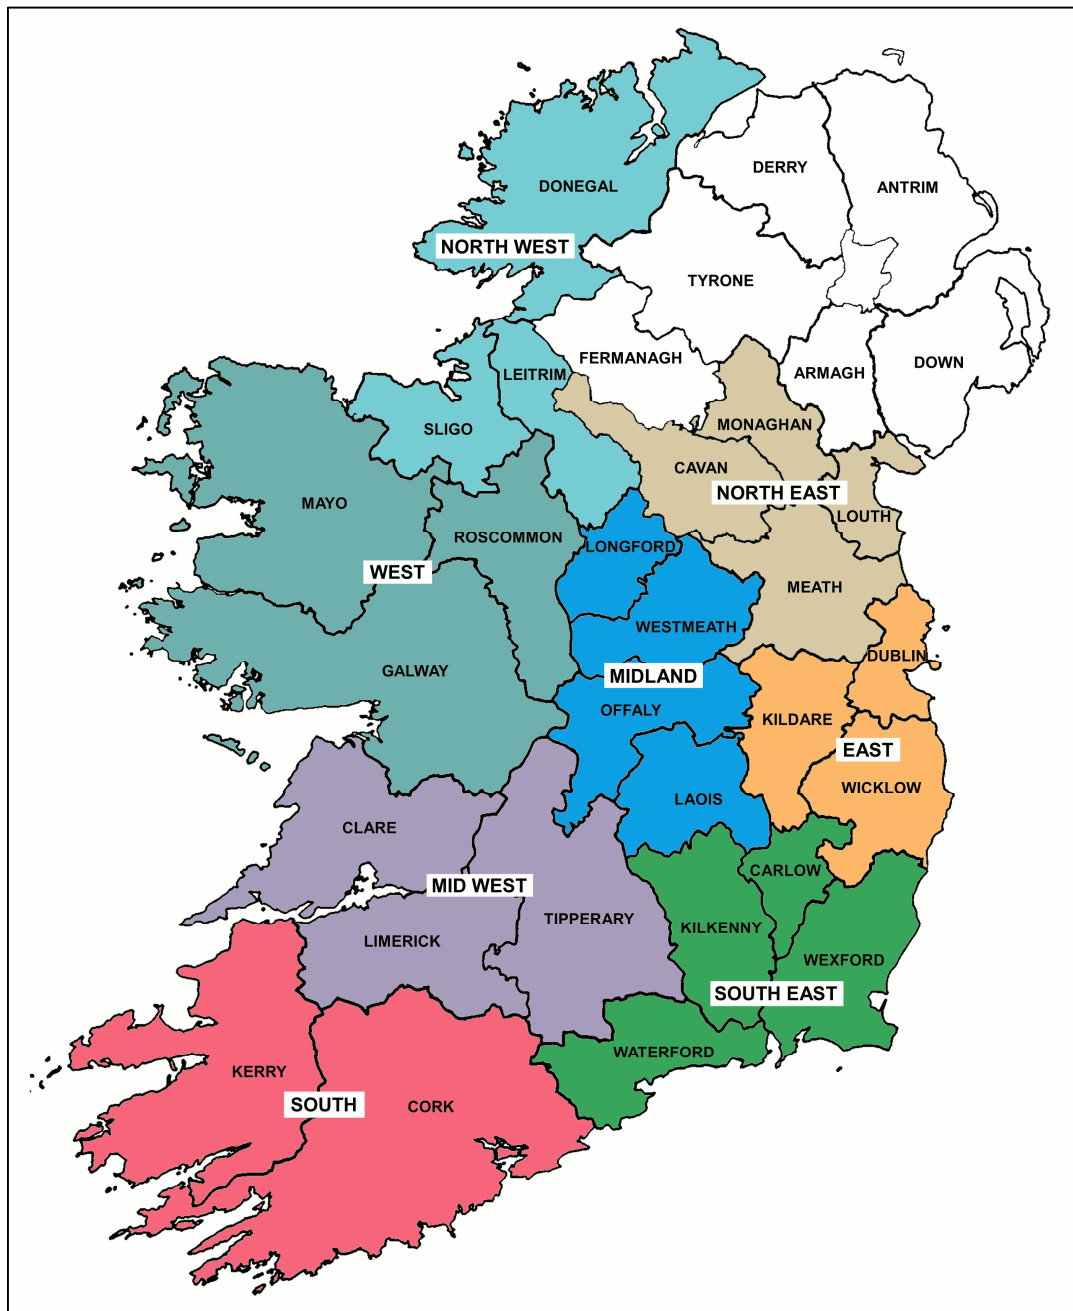 DERRY
DONEGAL
ANTRIM
NORTH WEST
TYRONE
FERMANAGH
DOWN
LEITRIM
ARMAGH
MONAGHAN
SLIGO
CAVAN
NORTH EAST
MAYO
LOUTH
ROSCOMMON
LONGFORD
WEST
MEATH
WESTMEATH
DUBLIN
GALWAY
MIDLAND
OFFALY
KILDARE
EAST
WICKLOW
LAOIS
CLARE
CARLOW
MID WEST
TIPPERARY
KILKENNY
LIMERICK
WEXFORD
SOUTH EAST
WATERFORD
KERRY
SOUTH
CORK